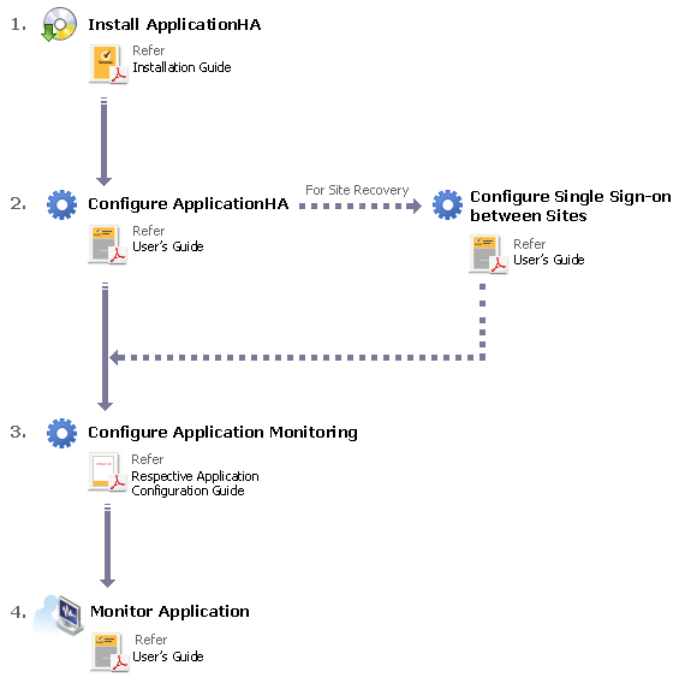 1. Install ApplicationHA
Refer
Installation Guide
2. Configure ApplicationHA
For Site Recovery
Configure Single Sign-on
between Sites
Refer
User's Guide
Refer
User's Guide
3. Configure Application Monitoring
Refer
Respective Application
Configuration Guide
4. Monitor Application
Refer
User's Guide